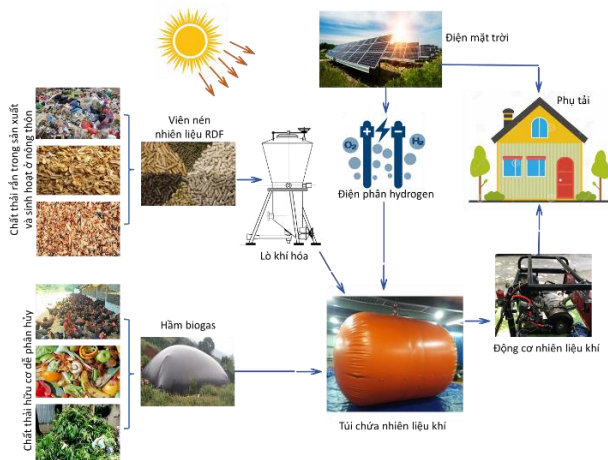 Điện mặt trời
Phụ tải
Chất thải rắn trong sản xuất
và sinh hoạt ở nông thôn
Viên nén
nhiên liệu RDF
O₂
H₂
Điện phân hydrogen
Lò khí hóa
Hầm biogas
Động cơ nhiên liệu khí
Chất thải hữu cơ dễ phân hủy
Túi chứa nhiên liệu khí